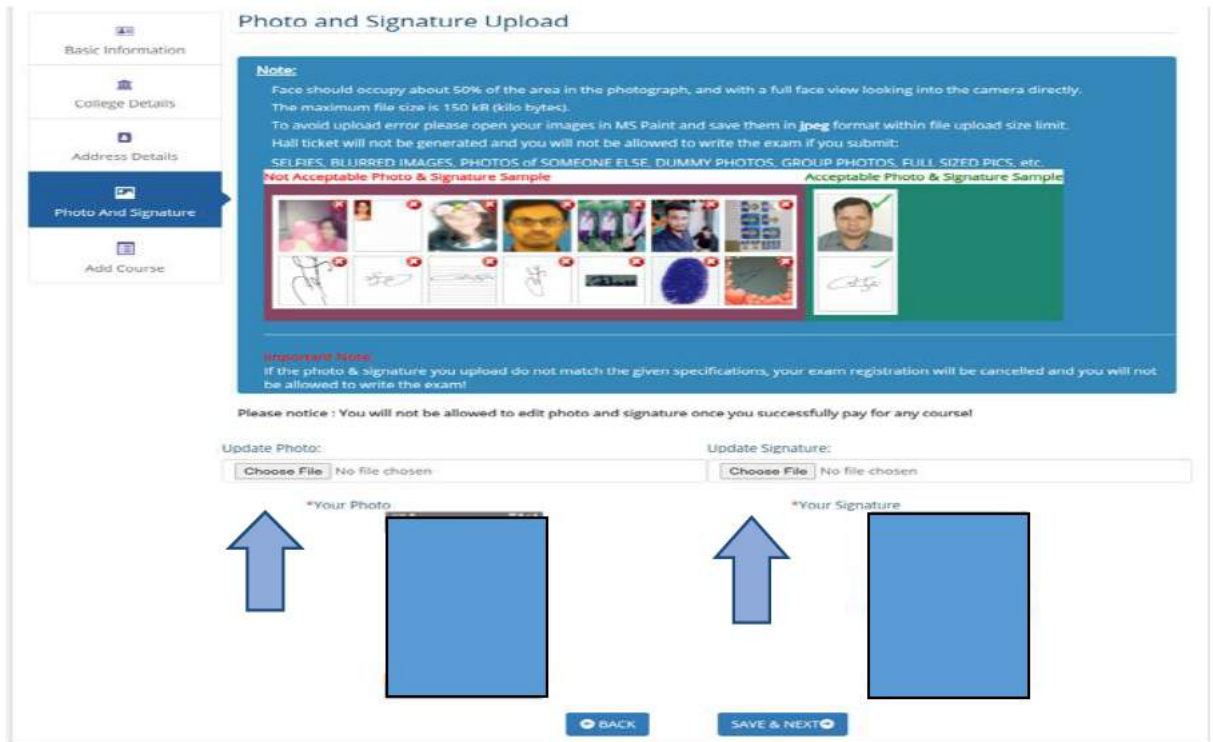 Photo and Signature Upload
Basic Information
College Details
Address Details
Photo And Signature
Add Course
Note:
Face should occupy about 50% of the area in the photograph, and with a full face view looking into the camera directly.
The maximum file size is 150 kB (kilo bytes).
To avoid upload error please open your images in MS Paint and save them in jpeg format within file upload size limit.
Hall ticket will not be generated and you will not be allowed to write the exam if you submit:
SELFIES, BLURRED IMAGES, PHOTOS of SOMEONE ELSE, DUMMY PHOTOS, GROUP PHOTOS, FULL SIZED PICS, etc.
Not Acceptable Photo & Signature Sample
Acceptable Photo & Signature Sample
Important Note
If the photo & signature you upload do not match the given specifications, your exam registration will be cancelled and you will not
be allowed to write the exam!
Please notice : You will not be allowed to edit photo and signature once you successfully pay for any course!
Update Photo:
Update Signature:
Choose File No file chosen
Choose File No file chosen
*Your Photo
*Your Signature
BACK
SAVE & NEXT